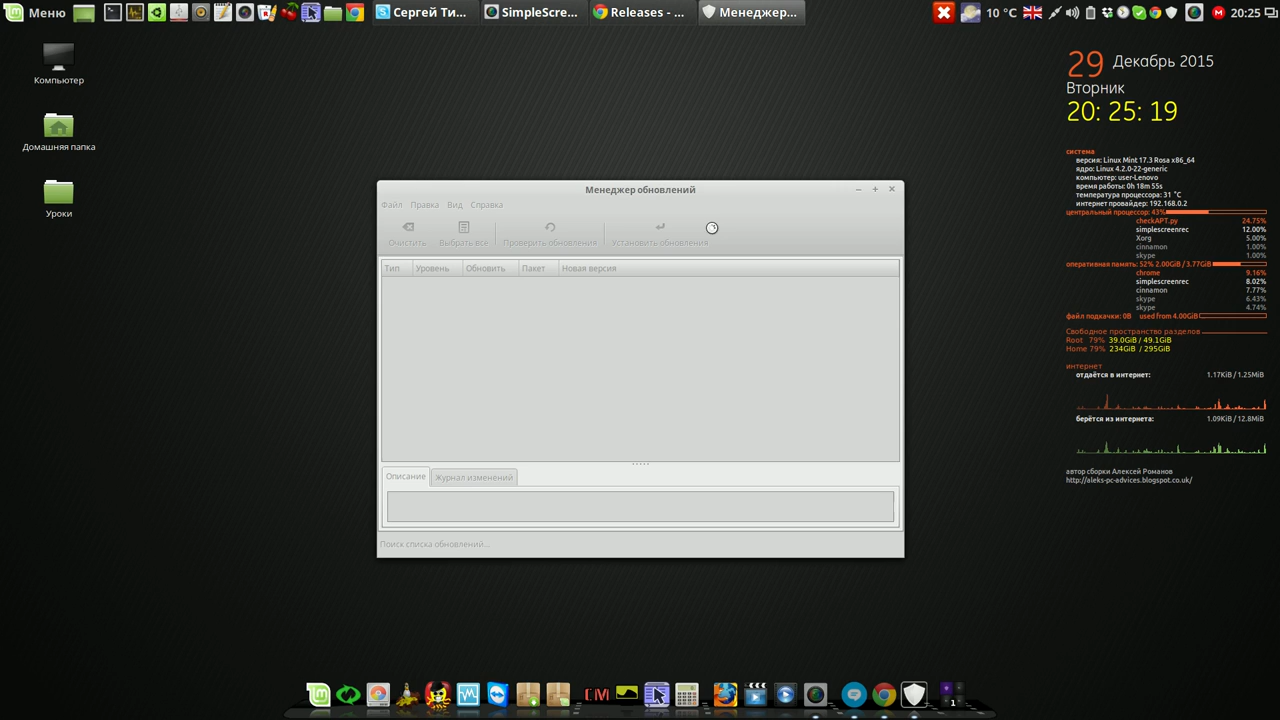 Меню
Сергей Ти...
SimpleScre...
Releases - ...
Менеджер...
10 °C
20:25
Компьютер
Домашняя папка
Уроки
29 Декабрь 2015
Вторник
20: 25: 19
система
версия: Linux Mint 17.3 Rosa x86_64
ядро: Linux 4.2.0-22-generic
компьютер: user-Lenovo
время работы: 0h 18m 55s
температура процессора: 31 °C
интернет провайдер: 192.168.0.2
центральный процессор: 43%
checkAPT.py 24.75%
simplescreenrec 12.00%
Xorg 5.00%
cinnamon 1.00%
skype 1.00%
оперативная память: 52% 2.00GiB / 3.77GiB
chrome 9.16%
simplescreenrec 8.02%
cinnamon 7.77%
skype 6.43%
skype 4.74%
файл подкачки: 0B used from 4.00GiB
Свободное пространство разделов
Root 79% 39.0GiB / 49.1GiB
Home 79% 234GiB / 295GiB
интернет
отдаётся в интернет: 1.17KiB / 1.25MiB
берётся из интернета: 1.09KiB / 12.8MiB
автор сборки Алексей Романов
http://aleks-pc-advices.blogspot.co.uk/
Менеджер обновлений
Файл Правка Вид Справка
Очистить Выбрать все Проверить обновления Установить обновления
Тип Уровень Обновить Пакет Новая версия
Описание Журнал изменений
Поиск списка обновлений...
CM
1